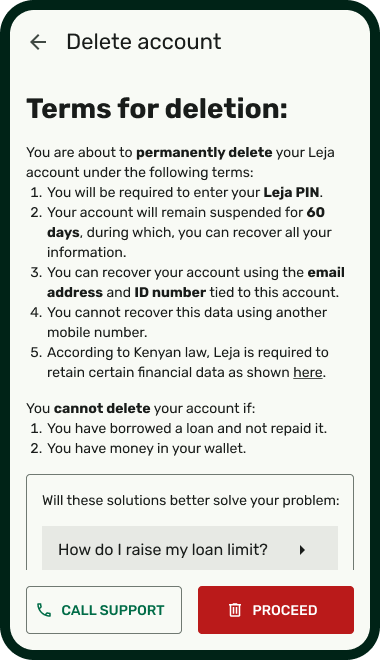 Delete account
Terms for deletion:
You are about to permanently delete your Leja
account under the following terms:
1. You will be required to enter your Leja PIN.
2. Your account will remain suspended for 60
days, during which, you can recover all your
information.
3. You can recover your account using the email
address and ID number tied to this account.
4. You cannot recover this data using another
mobile number.
5. According to Kenyan law, Leja is required to
retain certain financial data as shown here.
You cannot delete your account if:
1. You have borrowed a loan and not repaid it.
2. You have money in your wallet.
Will these solutions better solve your problem:
How do I raise my loan limit?
CALL SUPPORT
PROCEED